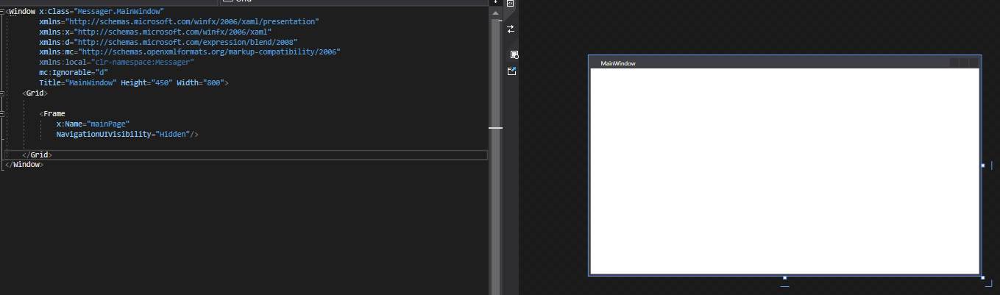 <Window x:Class="Messager.MainWindow"
xmlns="http://schemas.microsoft.com/winfx/2006/xaml/presentation"
xmlns:x="http://schemas.microsoft.com/winfx/2006/xaml"
xmlns:d="http://schemas.microsoft.com/expression/blend/2008"
xmlns:mc="http://schemas.openxmlformats.org/markup-compatibility/2006"
xmlns:local="clr-namespace:Messager"
mc:Ignorable="d"
Title="MainWindow" Height="450" Width="800">
<Grid>
<Frame
x:Name="mainPage"
NavigationUIVisibility="Hidden"/>
</Grid>
</Window>
MainWindow